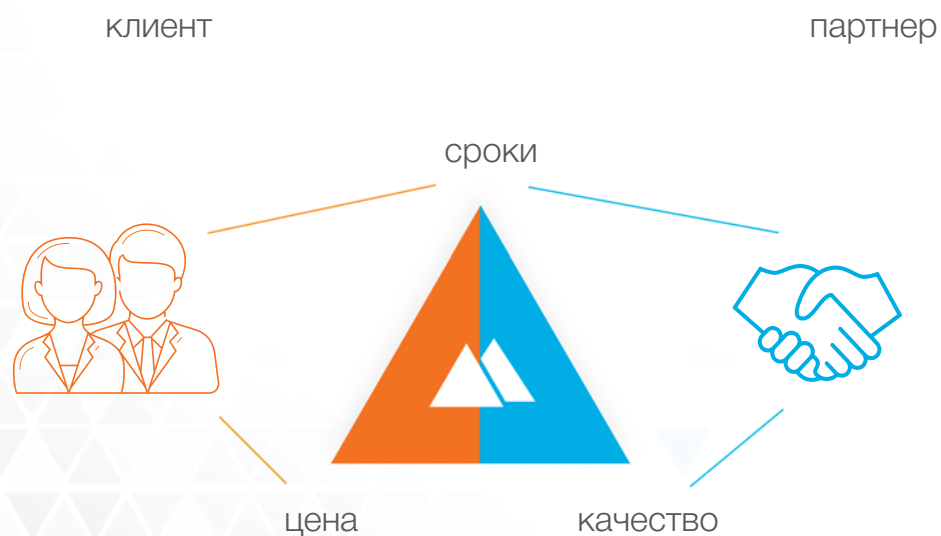 клиент
партнер
сроки
цена
качество